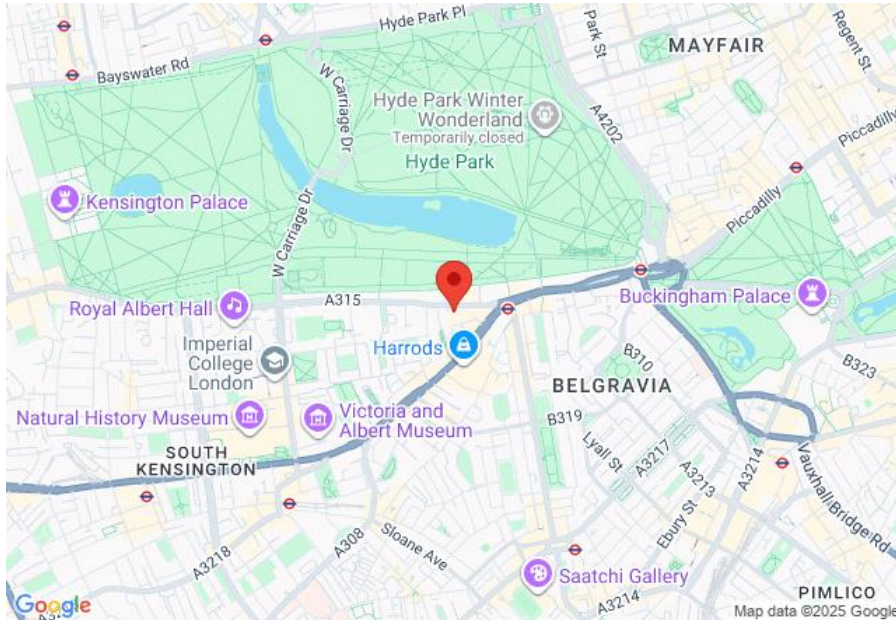 Hyde Park Pl
Bayswater Rd
W Carriage Dr
Park St
MAYFAIR
Regent St
Hyde Park Winter
Wonderland
Temporarily closed
Hyde Park
A4202
Piccadilly
Kensington Palace
W Carriage Dr
Piccadilly
Royal Albert Hall
A315
Buckingham Palace
Imperial
College
London
Harrods
B310
B323
BELGRAVIA
Natural History Museum
Victoria and
Albert Museum
B319
Lyall St
A3217
A3213
A3214
SOUTH
KENSINGTON
Vauxhall Bridge Rd
Ebury St
Sloane Ave
A308
A3218
Saatchi Gallery
A3214
PIMLICO
Google
Map data ©2025 Google